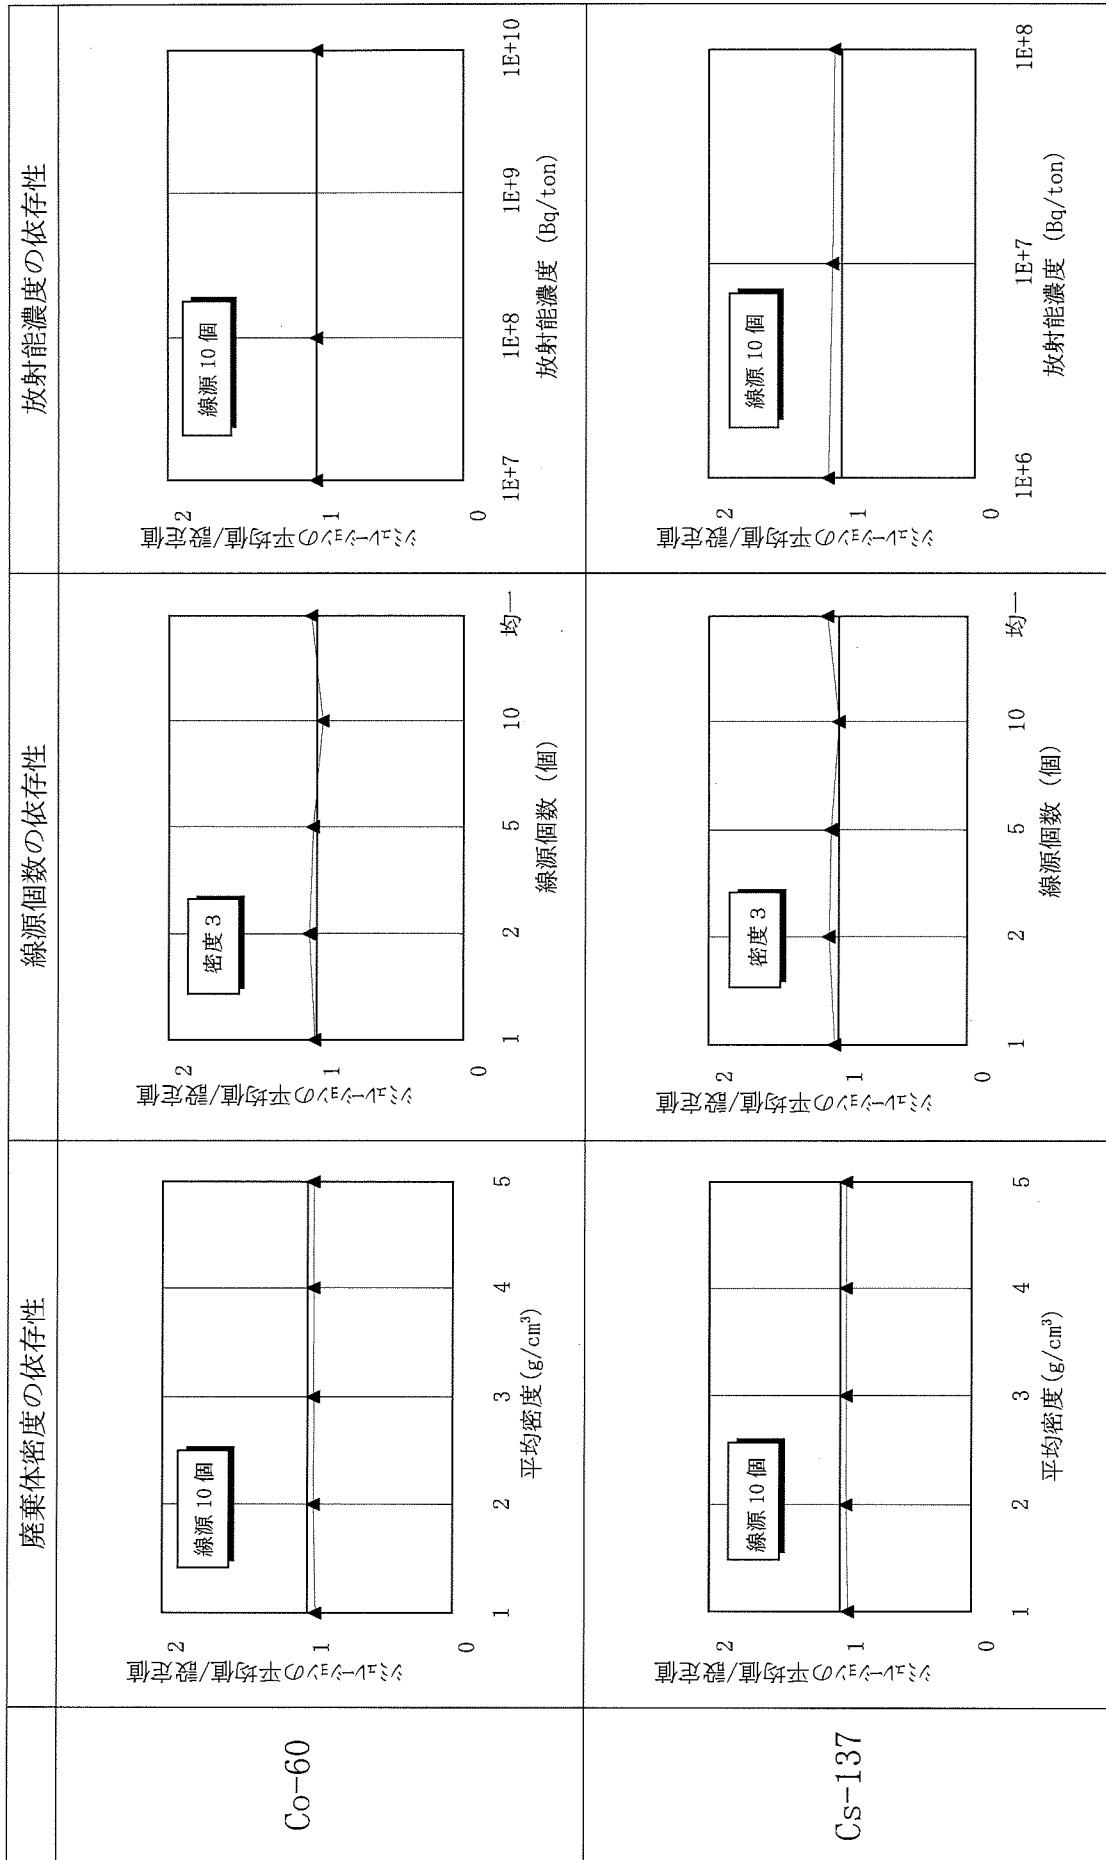 廃棄体密度の依存性
線源個数の依存性
放射能濃度の依存性
Co-60
シミュレーションの平均値/設定値
2
1
0
線源 10 個
1
2
3
4
5
平均密度(g/cm³)
シミュレーションの平均値/設定値
2
1
0
密度 3
1
2
5
10
均一
線源個数 (個)
シミュレーションの平均値/設定値
2
1
0
線源 10 個
1E+7
1E+8
1E+9
1E+10
放射能濃度 (Bq/ton)
Cs-137
シミュレーションの平均値/設定値
2
1
0
線源 10 個
1
2
3
4
5
平均密度(g/cm³)
シミュレーションの平均値/設定値
2
1
0
密度 3
1
2
5
10
均一
線源個数 (個)
シミュレーションの平均値/設定値
2
1
0
線源 10 個
1E+6
1E+7
1E+8
放射能濃度 (Bq/ton)